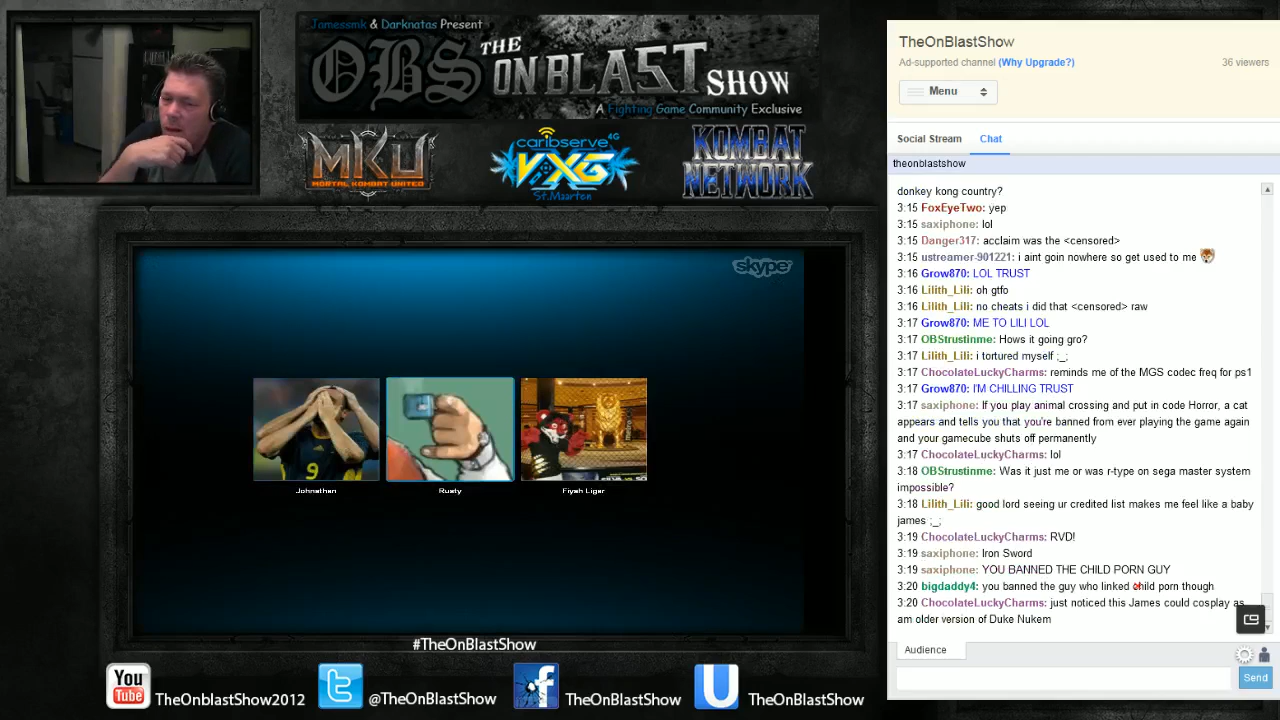 Jamessmk & Darknatas Present
OBS THE ON BLAST SHOW
A Fighting Game Community Exclusive
MKU
MORTAL KOMBAT UNITED
caribserve 4G
VXG
St.Maarten
KOMBAT
NETWORK
skype
9
Johnathan
Rusty
Fiyah Ligar
#TheOnBlastShow
You
Tube
TheOnblastShow2012
@TheOnBlastShow
TheOnBlastShow
TheOnBlastShow
TheOnBlastShow
Ad-supported channel (Why Upgrade?)
36 viewers
Menu
Social Stream
Chat
theonblastshow
donkey kong country?
3:15 FoxEyeTwo: yep
3:15 saxiphone: lol
3:15 Danger317: acclaim was the <censored>
3:15 ustreamer-901221: i aint goin nowhere so get used to me
3:16 Grow870: LOL TRUST
3:16 Lilith_Lili: oh gtfo
3:16 Lilith_Lili: no cheats i did that <censored> raw
3:17 Grow870: ME TO LILI LOL
3:17 OBStrustinme: Hows it going gro?
3:17 Lilith_Lili: i tortured myself ;_;
3:17 ChocolateLuckyCharms: reminds me of the MGS codec freq for ps1
3:17 Grow870: I'M CHILLING TRUST
3:17 saxiphone: If you play animal crossing and put in code Horror, a cat
appears and tells you that you're banned from ever playing the game again
and your gamecube shuts off permanently
3:17 ChocolateLuckyCharms: lol
3:18 OBStrustinme: Was it just me or was r-type on sega master system
impossible?
3:18 Lilith_Lili: good lord seeing ur credited list makes me feel like a baby
james ;_;
3:19 ChocolateLuckyCharms: RVD!
3:19 saxiphone: Iron Sword
3:19 saxiphone: YOU BANNED THE CHILD PORN GUY
3:20 bigdaddy4: you banned the guy who linked child porn though
3:20 ChocolateLuckyCharms: just noticed this James could cosplay as
am older version of Duke Nukem
Audience
Send